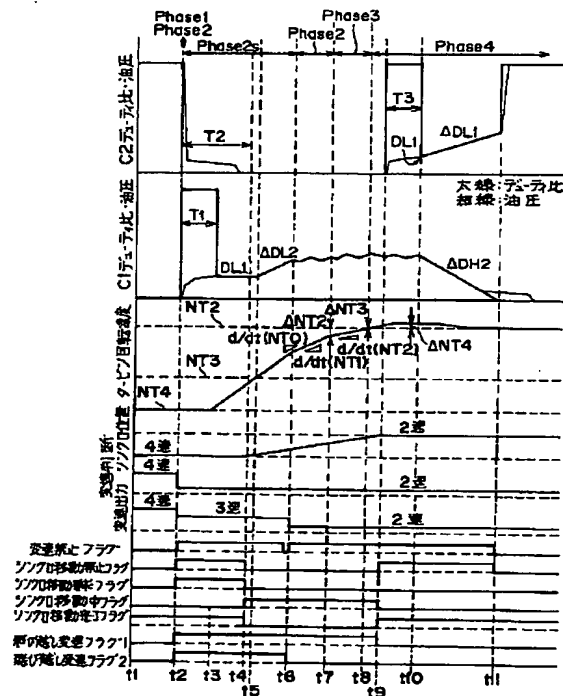 Phase1
Phase2
Phase2s
Phase2
Phase3
Phase4
C2デューティ比・油圧
T2
T3
DL1
ΔDL1
太線:デューティ比
細線:油圧
C1デューティ比・油圧
T1
DL1
ΔDL2
ΔDH2
タービン回転速度
NT2
NT3
NT4
ΔNT2
ΔNT3
d/dt(NT0)
d/dt(NT1)
d/dt(NT2)
ΔNT4
シンクロ位置
4速
2速
変速判断
4速
2速
変速出力
4速
3速
2速
変速禁止フラグ
シンクロ移動禁止フラグ
シンクロ移動中フラグ
シンクロ移動完了フラグ
飛び越し変速フラグ1
飛び越し変速フラグ2
t1 t2 t3 t4 t5 t6 t7 t8 t9 t10 t11